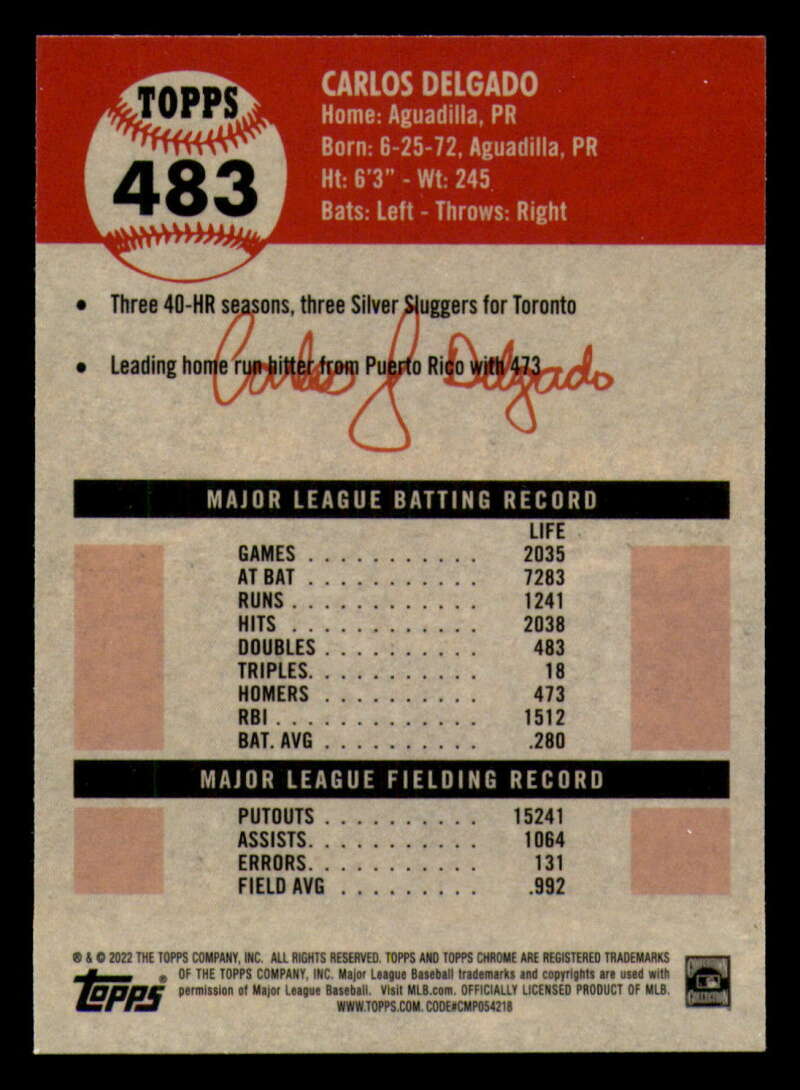 TOPPS
483
CARLOS DELGADO
Home: Aguadilla, PR
Born: 6-25-72, Aguadilla, PR
Ht: 6'3" - Wt: 245
Bats: Left - Throws: Right
• Three 40-HR seasons, three Silver Sluggers for Toronto
• Leading home run hitter from Puerto Rico with 473
Carlos J Delgado
MAJOR LEAGUE BATTING RECORD
LIFE
GAMES . . . . . . . . . . . 2035
AT BAT . . . . . . . . . . . 7283
RUNS . . . . . . . . . . . . 1241
HITS . . . . . . . . . . . . 2038
DOUBLES . . . . . . . . . . 483
TRIPLES. . . . . . . . . . . 18
HOMERS . . . . . . . . . . 473
RBI . . . . . . . . . . . . . 1512
BAT. AVG . . . . . . . . . . .280
MAJOR LEAGUE FIELDING RECORD
PUTOUTS . . . . . . . . . . 15241
ASSISTS. . . . . . . . . . . 1064
ERRORS. . . . . . . . . . . 131
FIELD AVG . . . . . . . . . .992
® & © 2022 THE TOPPS COMPANY, INC. ALL RIGHTS RESERVED. TOPPS AND TOPPS CHROME ARE REGISTERED TRADEMARKS
OF THE TOPPS COMPANY, INC. Major League Baseball trademarks and copyrights are used with
permission of Major League Baseball. Visit MLB.com. OFFICIALLY LICENSED PRODUCT OF MLB.
WWW.TOPPS.COM. CODE#CMP054218
Topps®
COOPERSTOWN
COLLECTION